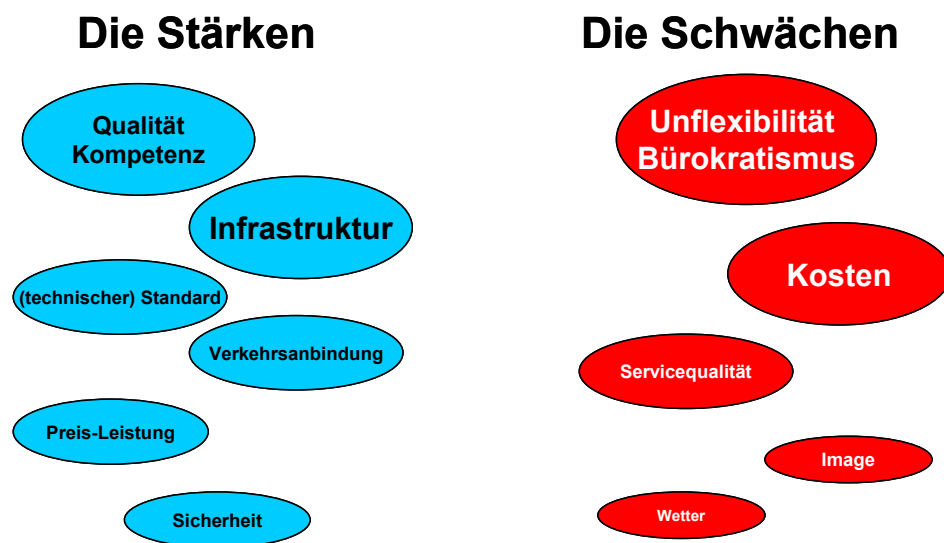 Die Stärken
Qualität
Kompetenz
Infrastruktur
(technischer) Standard
Verkehrsanbindung
Preis-Leistung
Sicherheit
Die Schwächen
Unflexibilität
Bürokratismus
Kosten
Servicequalität
Image
Wetter